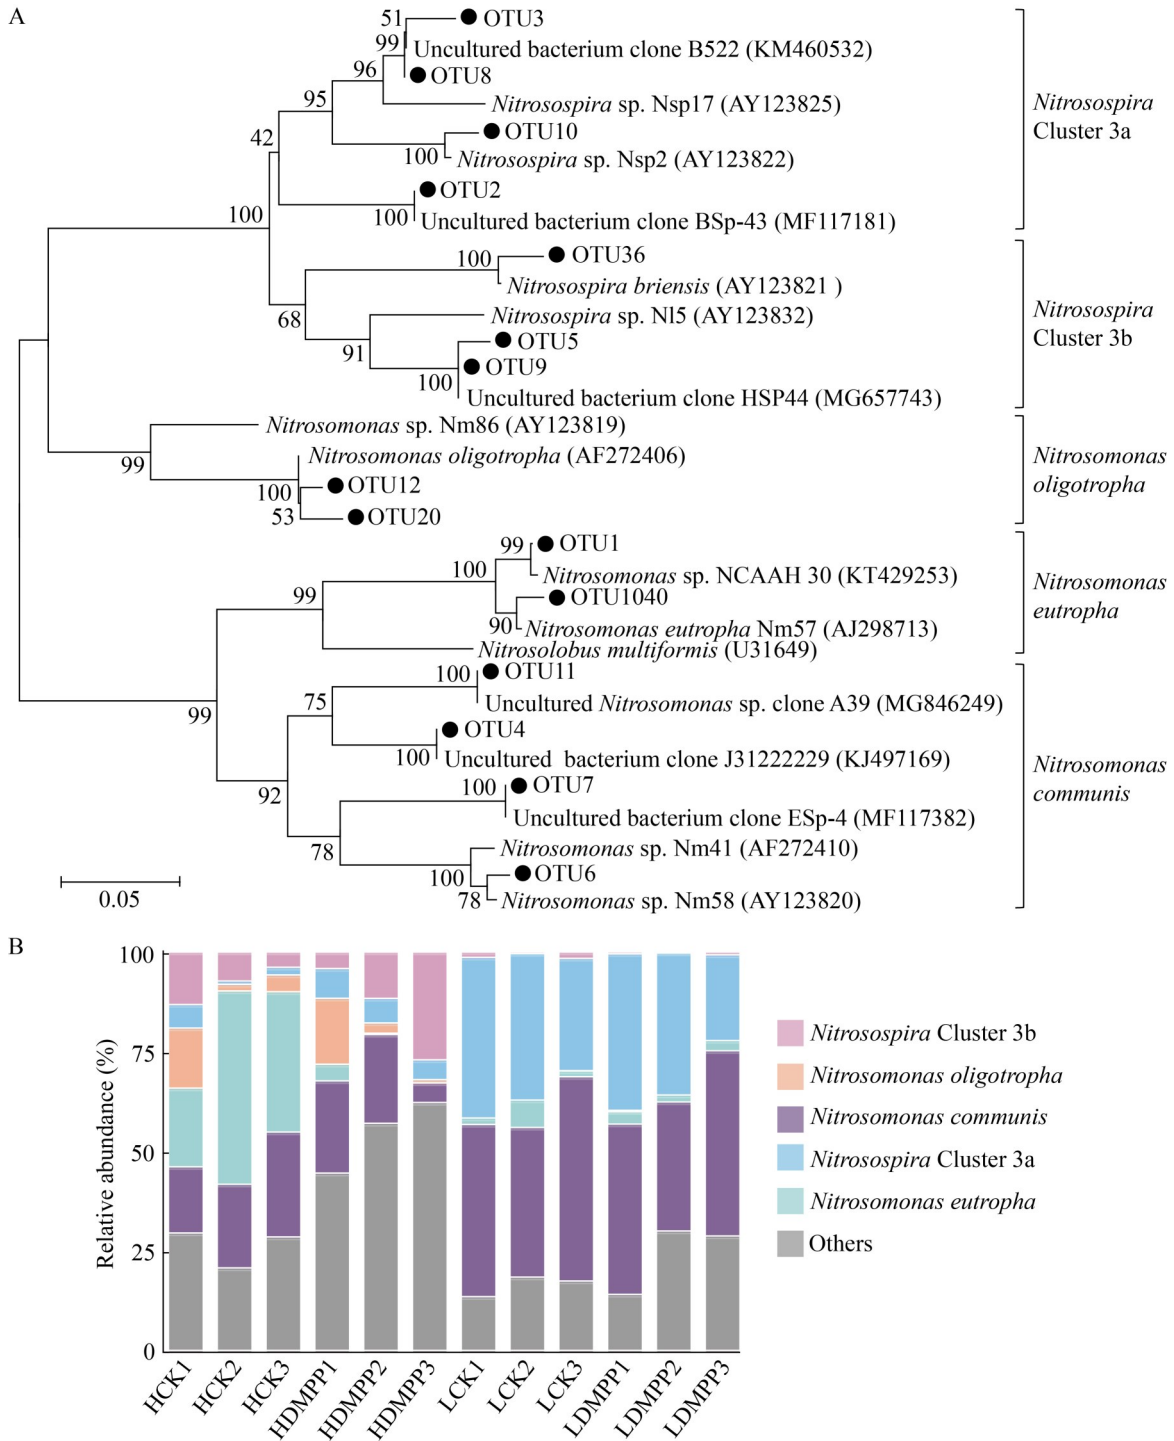 A
51
OTU3
99
Uncultured bacterium clone B522 (KM460532)
96
OTU8
95
Nitrosospira sp. Nsp17 (AY123825)
Nitrosospira
Cluster 3a
42
OTU10
100
Nitrosospira sp. Nsp2 (AY123822)
OTU2
100
100
Uncultured bacterium clone BSp-43 (MF117181)
100
OTU36
Nitrosospira briensis (AY123821 )
68
Nitrosospira sp. Nl5 (AY123832)
Nitrosospira
Cluster 3b
91
OTU5
OTU9
100
Uncultured bacterium clone HSP44 (MG657743)
Nitrosomonas sp. Nm86 (AY123819)
99
Nitrosomonas oligotropha (AF272406)
Nitrosomonas
oligotropha
100
OTU12
53
OTU20
99
OTU1
100
Nitrosomonas sp. NCAAH 30 (KT429253)
99
OTU1040
Nitrosomonas
eutropha
90
Nitrosomonas eutropha Nm57 (AJ298713)
Nitrosolobus multiformis (U31649)
100
OTU11
75
Uncultured Nitrosomonas sp. clone A39 (MG846249)
99
OTU4
100
Uncultured  bacterium clone J31222229 (KJ497169)
Nitrosomonas
communis
92
100
OTU7
Uncultured bacterium clone ESp-4 (MF117382)
78
Nitrosomonas sp. Nm41 (AF272410)
100
OTU6
78
Nitrosomonas sp. Nm58 (AY123820)
0.05
B
100
75
50
25
0
Relative abundance (%)
HCK1
HCK2
HCK3
HDMPP1
HDMPP2
HDMPP3
LCK1
LCK2
LCK3
LDMPP1
LDMPP2
LDMPP3
Nitrosospira Cluster 3b
Nitrosomonas oligotropha
Nitrosomonas communis
Nitrosospira Cluster 3a
Nitrosomonas eutropha
Others